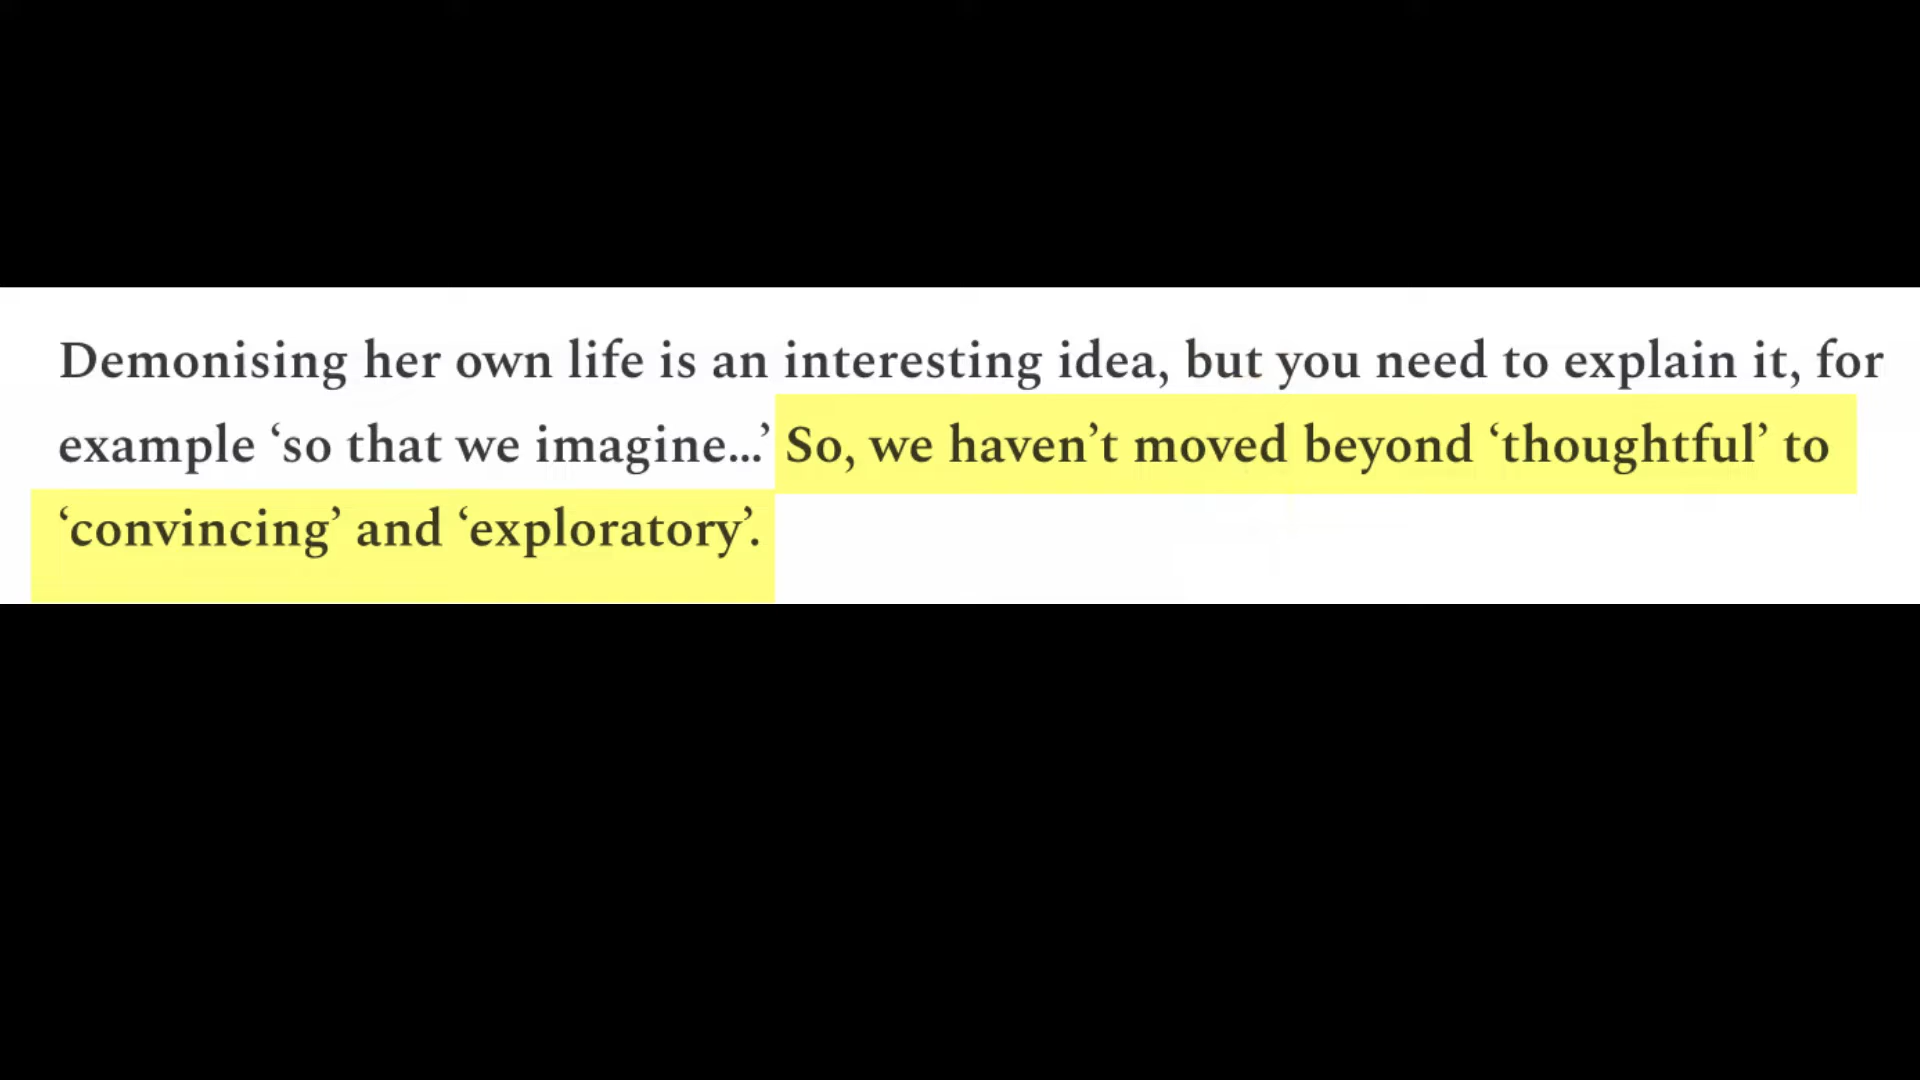 Demonising her own life is an interesting idea, but you need to explain it, for
example ‘so that we imagine...’ So, we haven’t moved beyond ‘thoughtful’ to
‘convincing’ and ‘exploratory’.